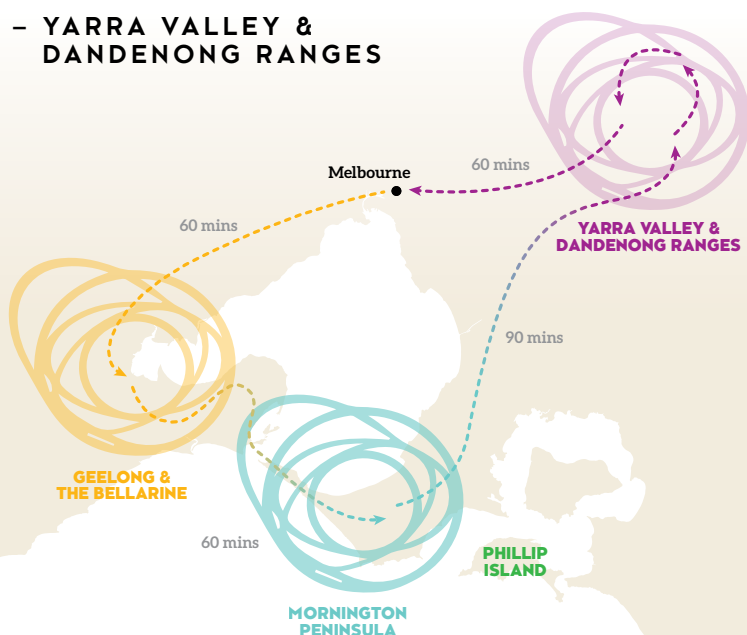 – YARRA VALLEY &
DANDENONG RANGES
60 mins
Melbourne
60 mins
YARRA VALLEY &
DANDENONG RANGES
90 mins
GEELONG &
THE BELLARINE
60 mins
PHILLIP
ISLAND
MORNINGTON
PENINSULA